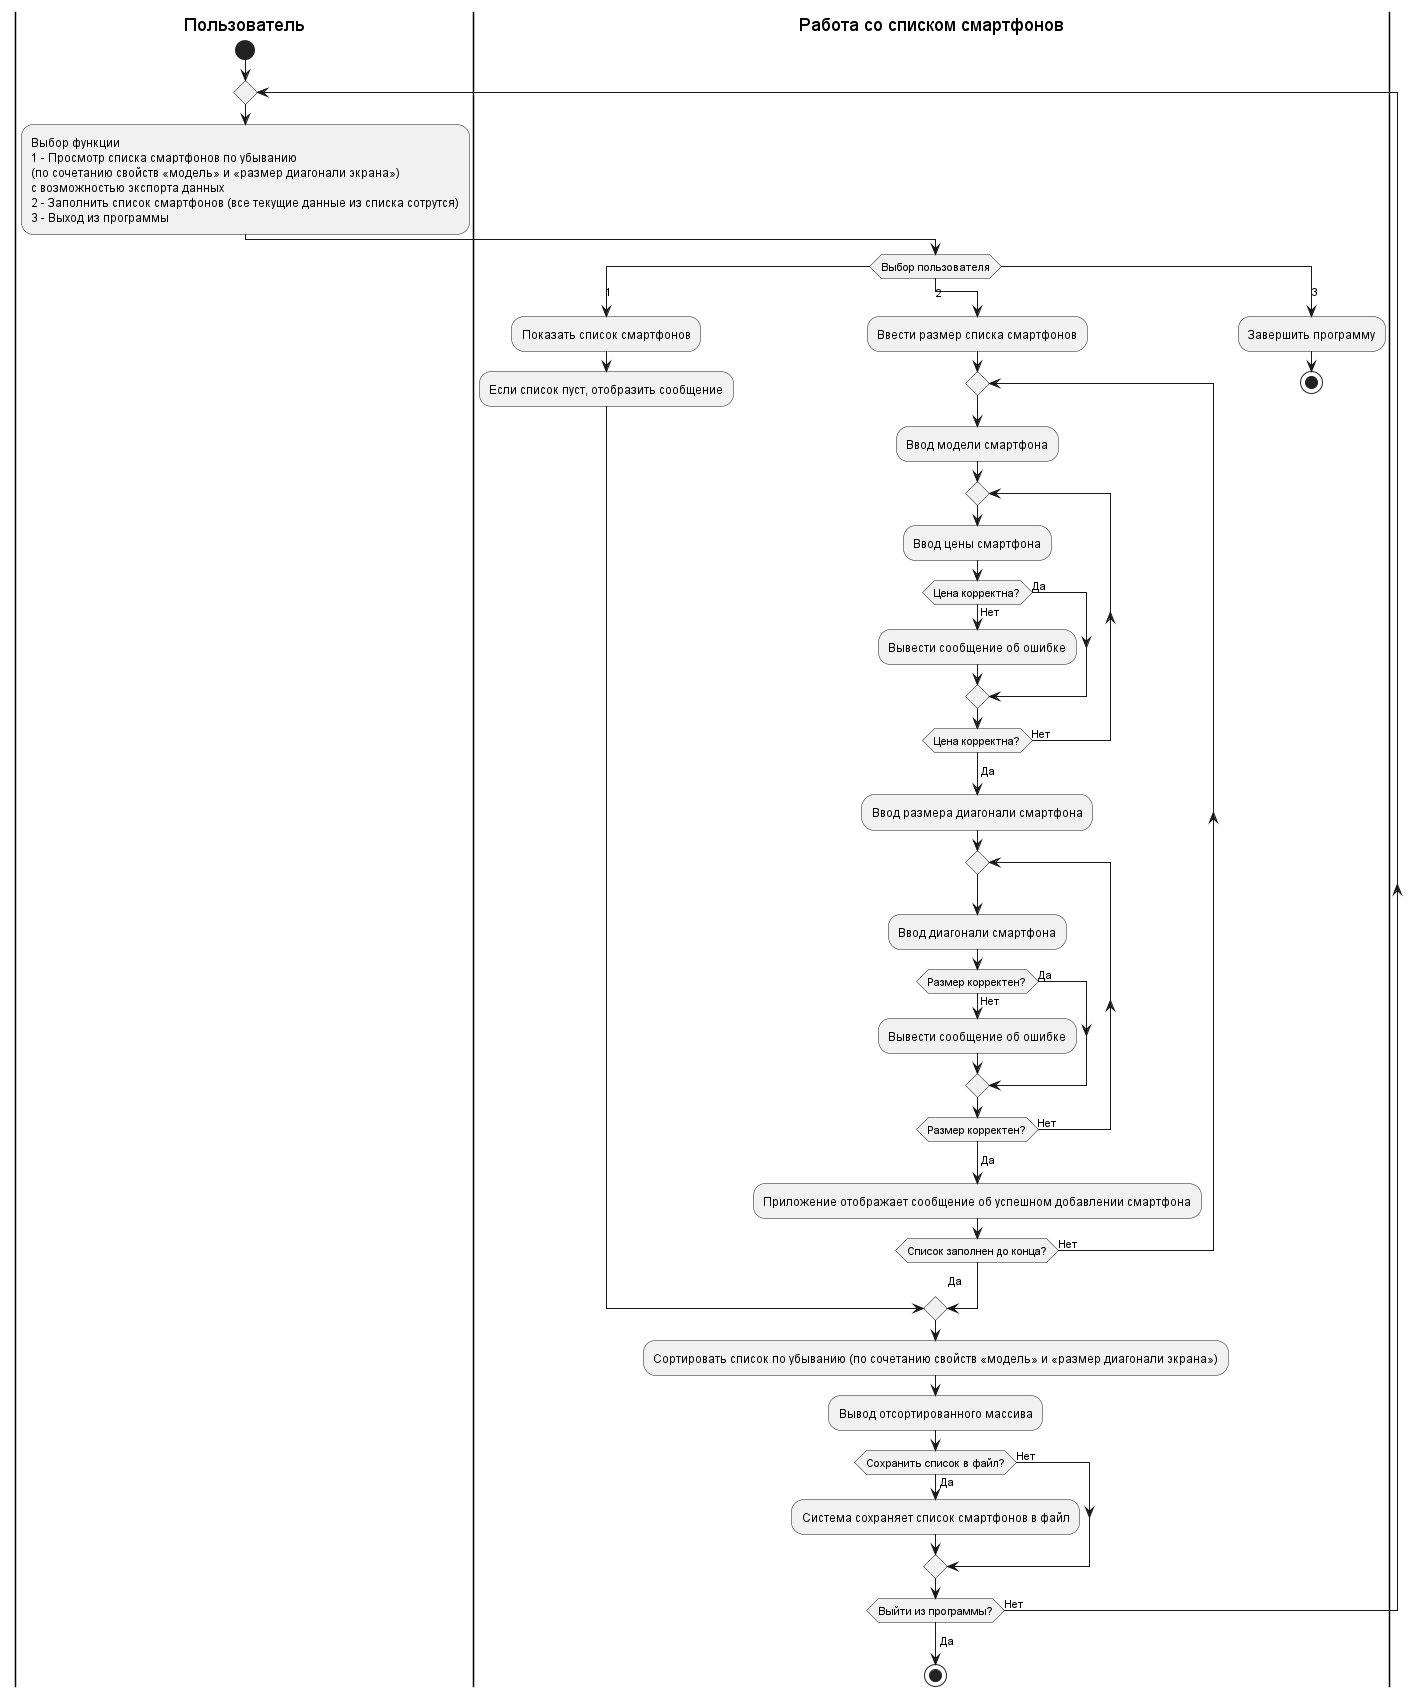 Пользователь
Работа со списком смартфонов
Выбор функции
1 - Просмотр списка смартфонов по убыванию
(по сочетанию свойств «модель» и «размер диагонали экрана»)
с возможностью экспорта данных
2 - Заполнить список смартфонов (все текущие данные из списка сотрутся)
3 - Выход из программы
Выбор пользователя
1
2
3
Показать список смартфонов
Ввести размер списка смартфонов
Завершить программу
Если список пуст, отобразить сообщение
Ввод модели смартфона
Ввод цены смартфона
Цена корректна?
Да
Нет
Вывести сообщение об ошибке
Цена корректна?
Нет
Да
Ввод размера диагонали смартфона
Ввод диагонали смартфона
Размер корректен?
Да
Нет
Вывести сообщение об ошибке
Размер корректен?
Нет
Да
Приложение отображает сообщение об успешном добавлении смартфона
Список заполнен до конца?
Нет
Да
Сортировать список по убыванию (по сочетанию свойств «модель» и «размер диагонали экрана»)
Вывод отсортированного массива
Сохранить список в файл?
Нет
Да
Система сохраняет список смартфонов в файл
Выйти из программы?
Нет
Да